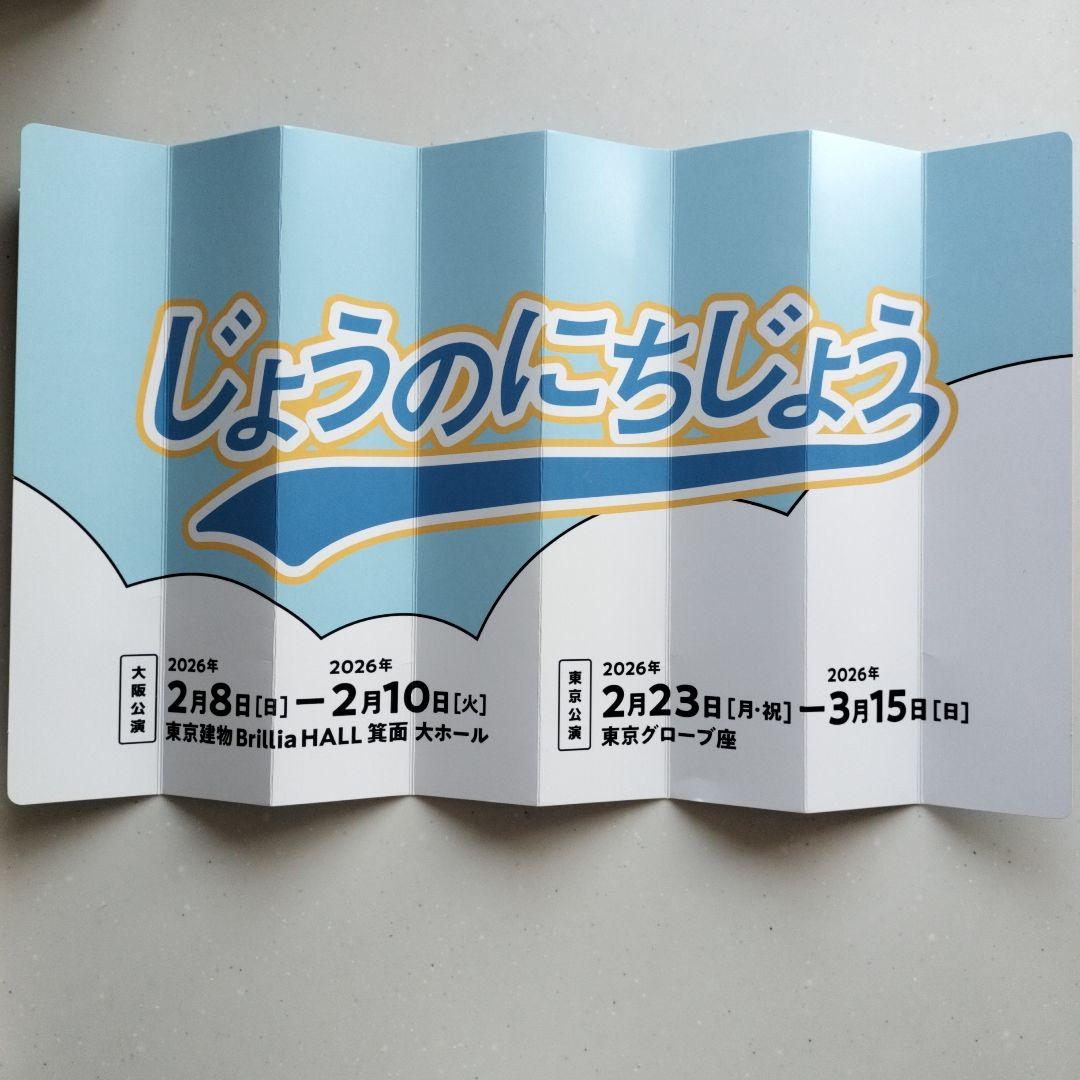 じょうのにちじょう
大阪公演
2026年 2026年
2月8日[日]ー2月10日[火]
東京建物Brillia HALL 箕面 大ホール
東京公演
2026年 2026年
2月23日[月・祝]ー3月15日[日]
東京グローブ座